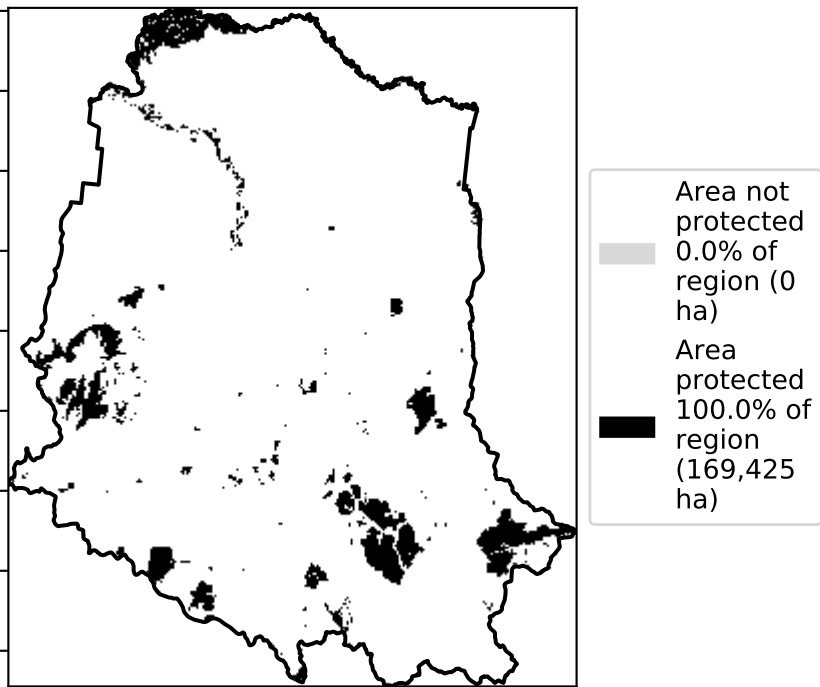 Area not
protected
0.0% of
region (0
ha)
Area
protected
100.0% of
region
(169,425
ha)